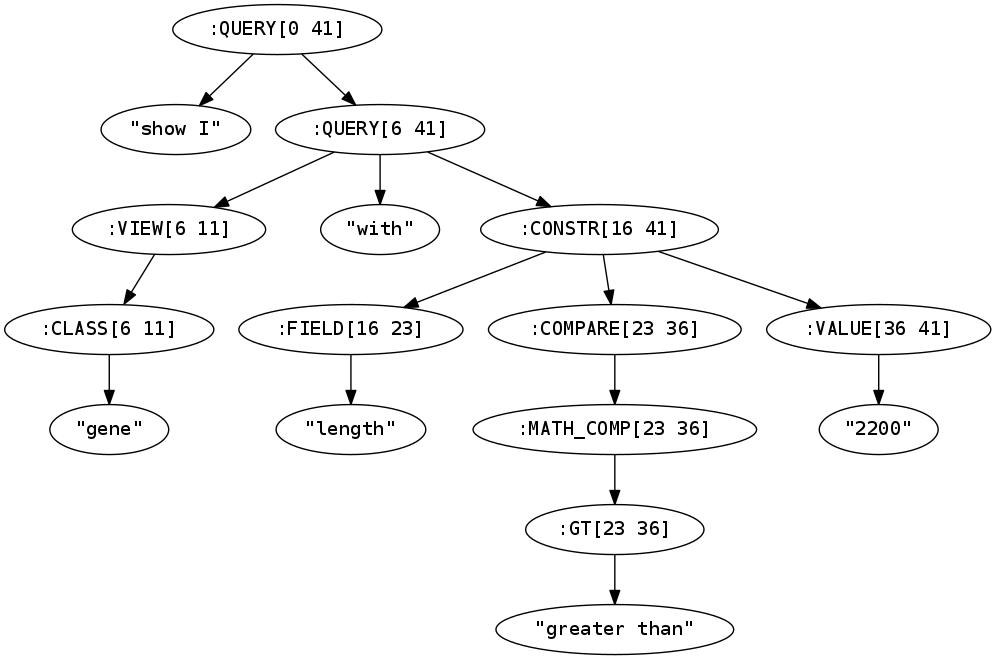 :QUERY[0 41]
"show I"
:QUERY[6 41]
:VIEW[6 11]
"with"
:CONSTR[16 41]
:CLASS[6 11]
:FIELD[16 23]
:COMPARE[23 36]
:VALUE[36 41]
"gene"
"length"
:MATH_COMP[23 36]
"2200"
:GT[23 36]
"greater than"